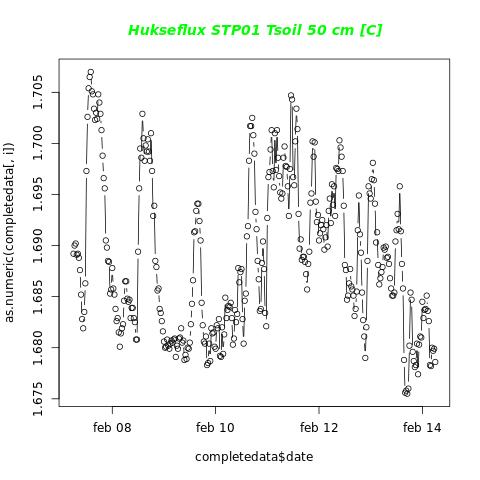 Hukseflux STP01 Tsoil 50 cm [C]
as.numeric(completedata[, i])
1.705
1.700
1.695
1.690
1.685
1.680
1.675
feb 08
feb 10
feb 12
feb 14
completedata$date